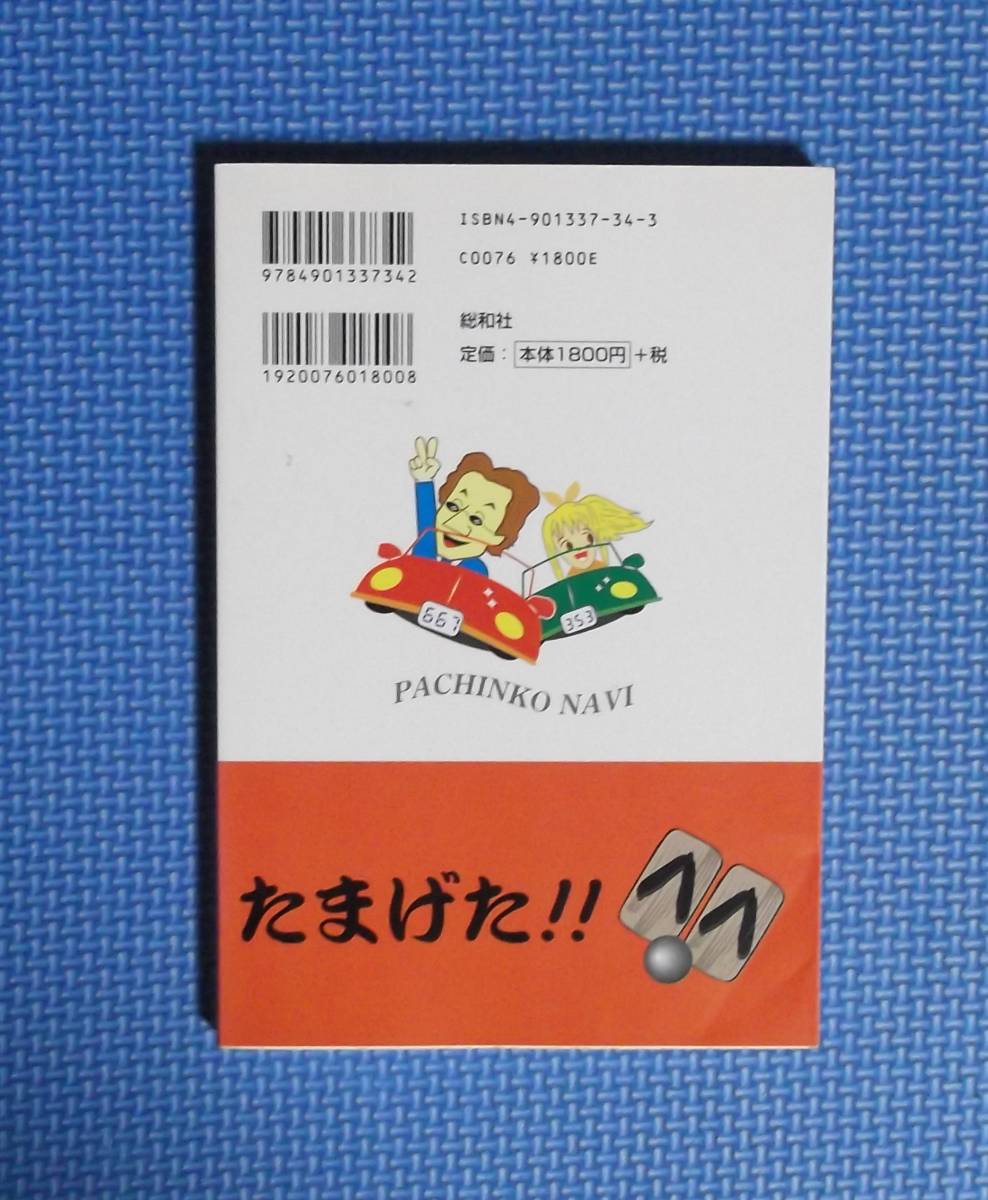 9784901337342
ISBN4-901337-34-3
C0076 ¥1800E
1920076018008
総和社
定価：本体1800円+税
667
353
PACHINKO NAVI
たまげた!!